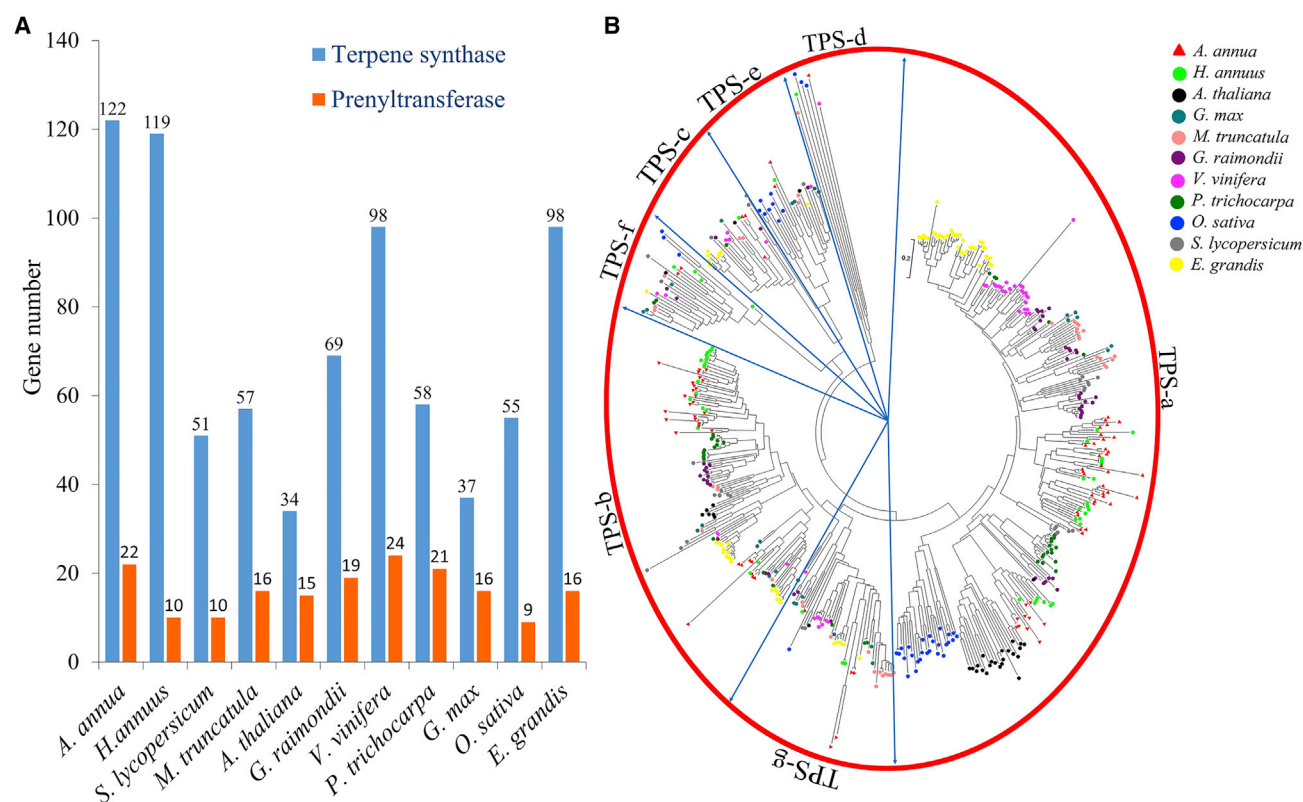 A
140
120
100
80
60
40
20
0
Gene number
Terpene synthase
Prenyltransferase
122
22
119
10
51
10
57
16
34
15
69
19
98
24
58
21
37
16
55
9
98
16
A. annua
H.annuus
S. lycopersicum
M. truncatula
A. thaliana
G. raimondii
V. vinifera
P. trichocarpa
G. max
O. sativa
E. grandis
B
TPS-d
TPS-e
TPS-c
TPS-f
TPS-b
TPS-g
TPS-a
0.2
A. annua
H. annuus
A. thaliana
G. max
M. truncatula
G. raimondii
V. vinifera
P. trichocarpa
O. sativa
S. lycopersicum
E. grandis